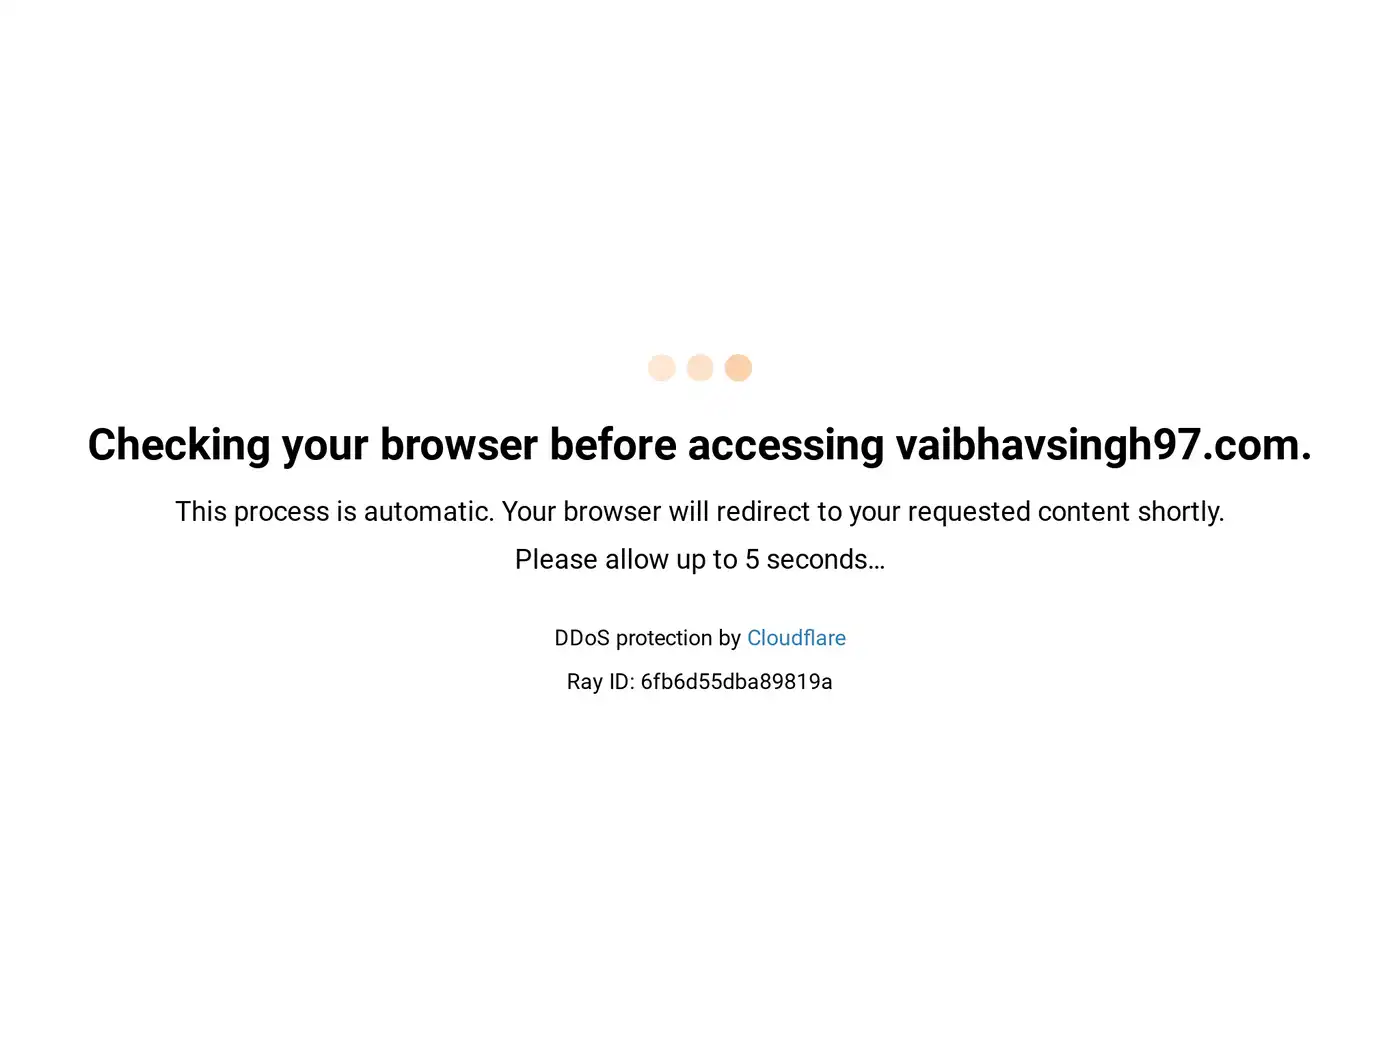 Checking your browser before accessing vaibhavsingh97.com.
This process is automatic. Your browser will redirect to your requested content shortly.
Please allow up to 5 seconds…
DDoS protection by Cloudflare
Ray ID: 6fb6d55dba89819a